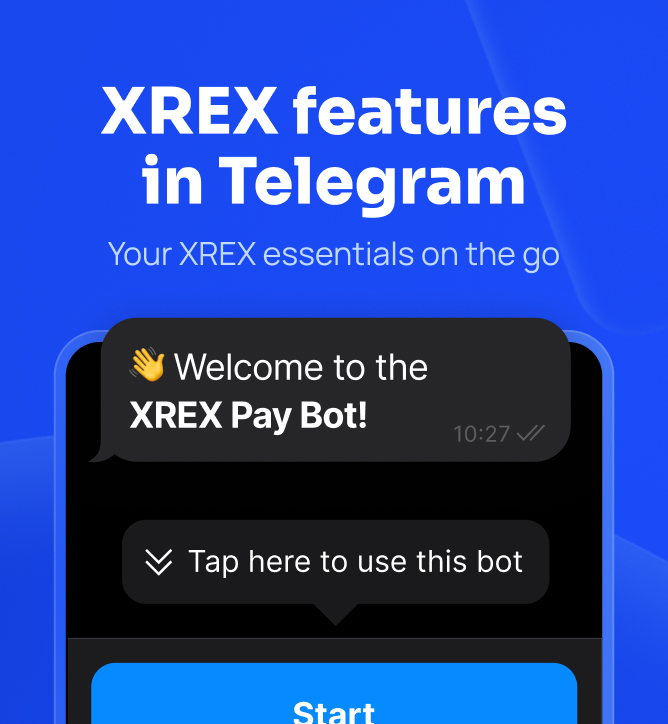 XREX features
in Telegram
Your XREX essentials on the go
👋 Welcome to the
XREX Pay Bot!
10:27
Tap here to use this bot
Start